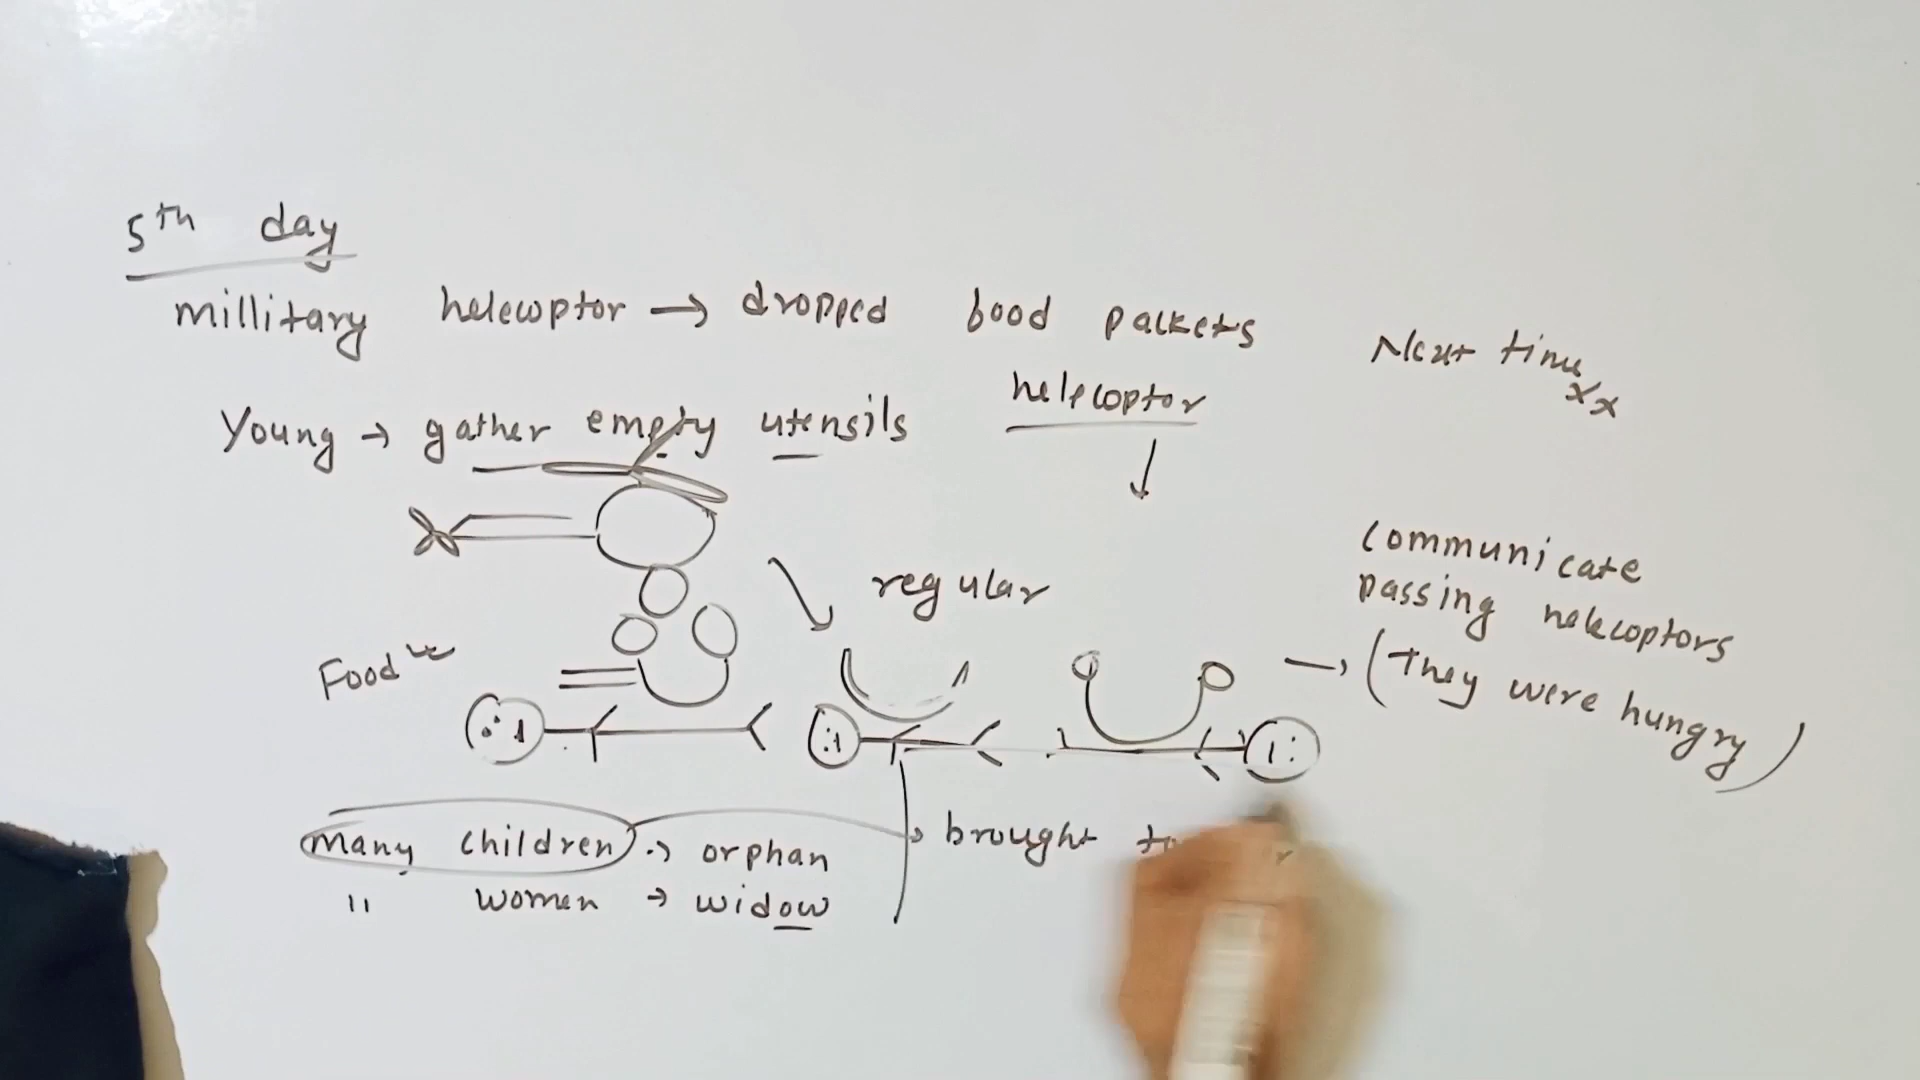 5th day
millitary helecoptor → dropped food packets
Next time xx
Young → gather empty utensils
helecoptor
↓
regular
Communicate
passing helecoptors
→ (They were hungry)
Food
many children → orphan
" women → widow
→ brought